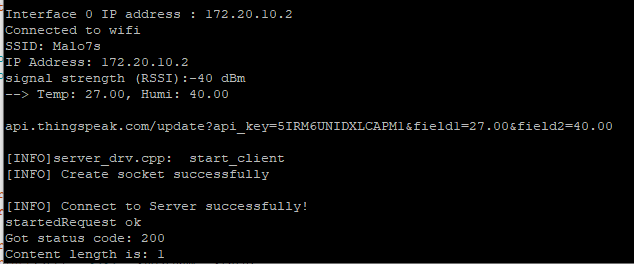 Interface 0 IP address : 172.20.10.2
Connected to wifi
SSID: Malo7s
IP Address: 172.20.10.2
signal strength (RSSI):-40 dBm
--> Temp: 27.00, Humi: 40.00
api.thingspeak.com/update?api_key=5IRM6UNIDXLCAPM1&field1=27.00&field2=40.00
[INFO]server_drv.cpp:  start_client
[INFO] Create socket successfully
[INFO] Connect to Server successfully!
startedRequest ok
Got status code: 200
Content length is: 1